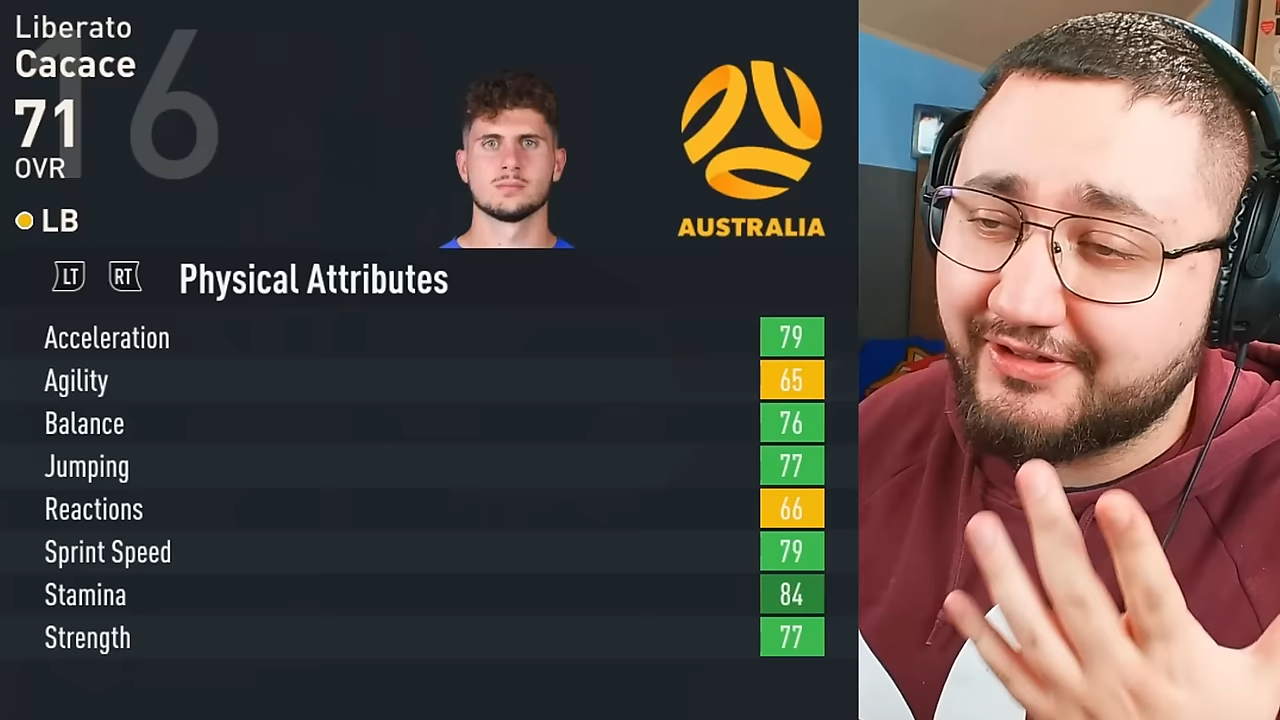 Liberato
Cacace
16
71
OVR
LB
AUSTRALIA
LT RT Physical Attributes
Acceleration 79
Agility 65
Balance 76
Jumping 77
Reactions 66
Sprint Speed 79
Stamina 84
Strength 77